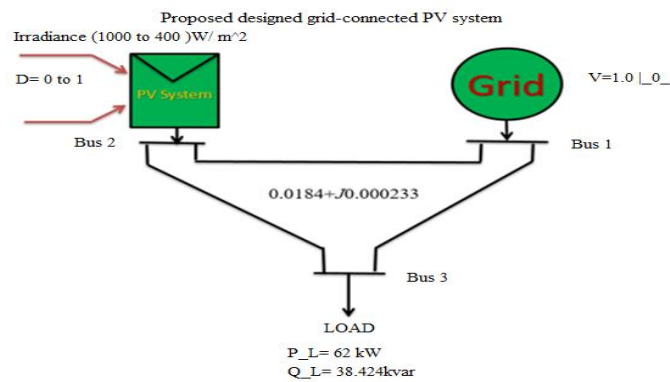 Proposed designed grid-connected PV system
Irradiance (1000 to 400 )W/ m^2
D= 0 to 1
PV System
Grid
V=1.0 |_0_
Bus 2
Bus 1
0.0184+J0.000233
Bus 3
LOAD
P_L= 62 kW
Q_L= 38.424kvar